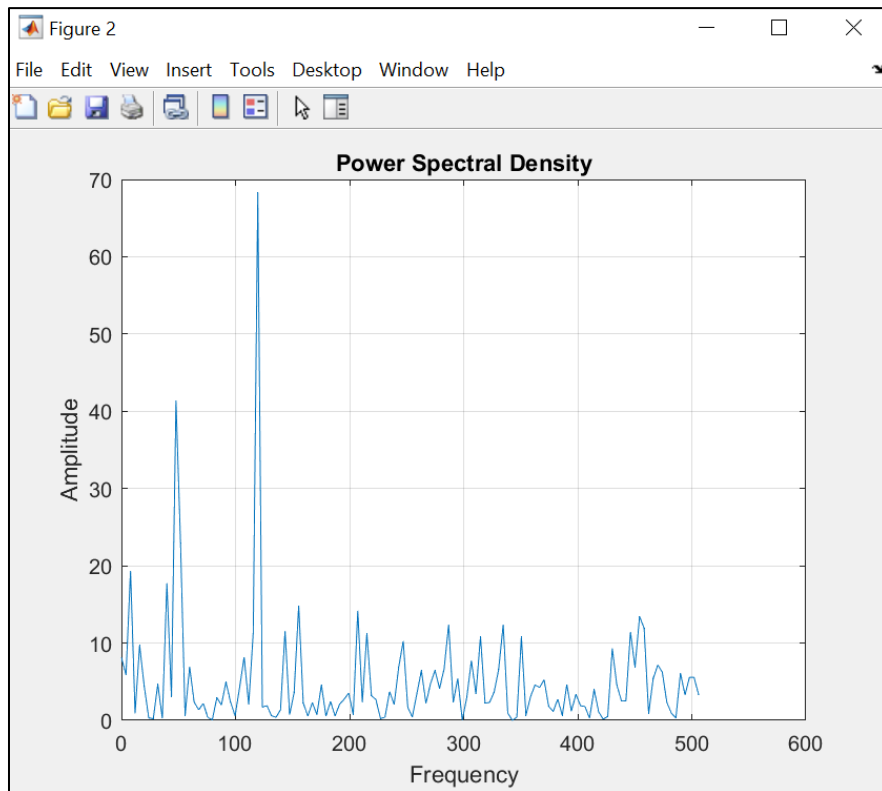 Figure 2
File Edit View Insert Tools Desktop Window Help
Power Spectral Density
70
60
50
40
30
20
10
0
Amplitude
0 100 200 300 400 500 600
Frequency